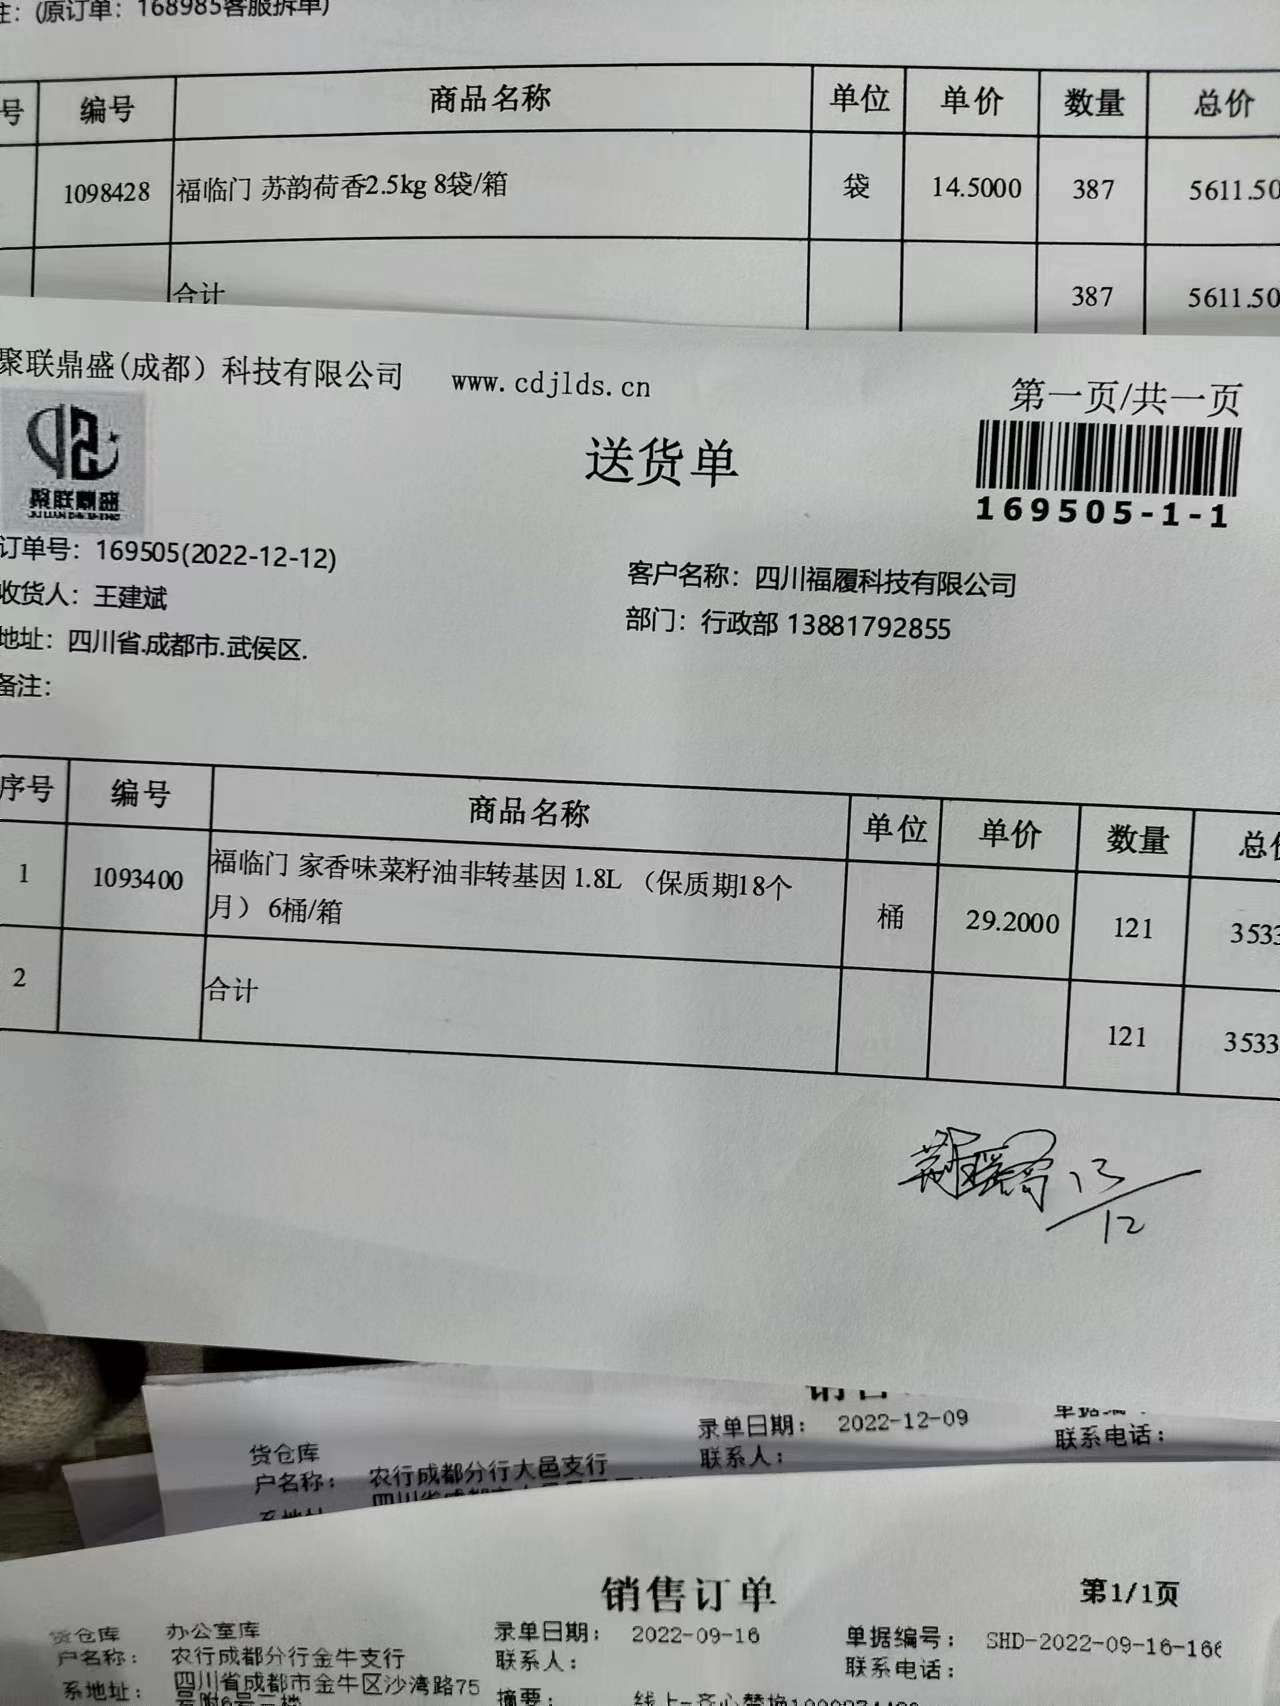 注：(原订单：168985客服拆单)
号 编号 商品名称 单位 单价 数量 总价
1098428 福临门 苏韵荷香2.5kg 8袋/箱 袋 14.5000 387 5611.50
合计 387 5611.50
聚联鼎盛(成都）科技有限公司 www.cdjlds.cn
第一页/共一页
送货单
聚联鼎盛
JU LIAN DING SHENG
169505-1-1
订单号：169505(2022-12-12)
客户名称：四川福履科技有限公司
收货人：王建斌
部门：行政部 13881792855
地址：四川省.成都市.武侯区.
备注：
序号 编号 商品名称 单位 单价 数量 总价
1 1093400 福临门 家香味菜籽油非转基因 1.8L （保质期18个
月） 6桶/箱 桶 29.2000 121 3533
2 合计 121 3533
13/12
录单日期： 2022-12-09
货仓库 联系人： 联系电话：
户名称： 农行成都分行大邑支行
销售订单 第1/1页
货仓库 办公室库 录单日期： 2022-09-16 单据编号： SHD-2022-09-16-166
户名称： 农行成都分行金牛支行 联系人： 联系电话：
系地址： 四川省成都市金牛区沙湾路75
号附6号二楼 摘要：